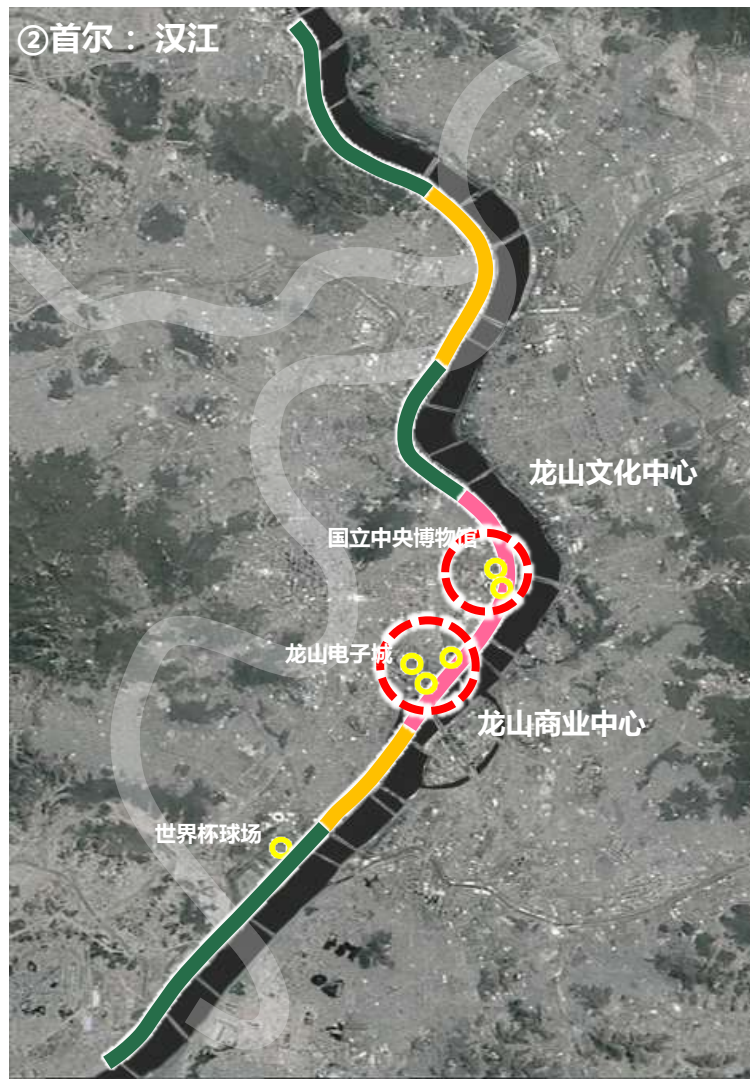 ②首尔：汉江
龙山文化中心
国立中央博物馆
龙山电子城
龙山商业中心
世界杯球场